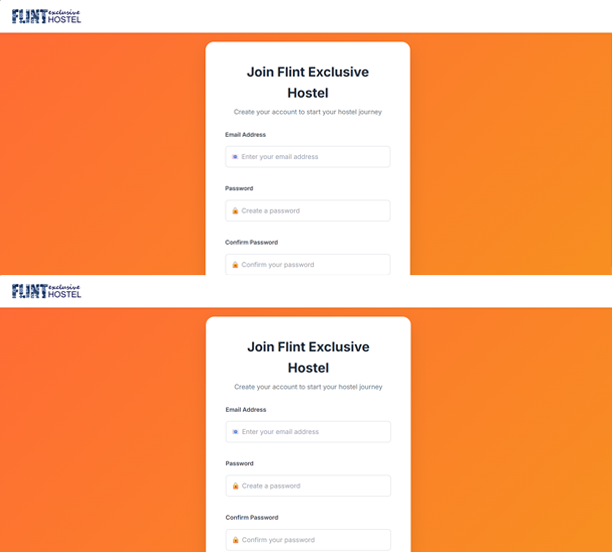 FLINT exclusive
HOSTEL
Join Flint Exclusive
Hostel
Create your account to start your hostel journey
Email Address
Enter your email address
Password
Create a password
Confirm Password
Confirm your password
FLINT exclusive
HOSTEL
Join Flint Exclusive
Hostel
Create your account to start your hostel journey
Email Address
Enter your email address
Password
Create a password
Confirm Password
Confirm your password